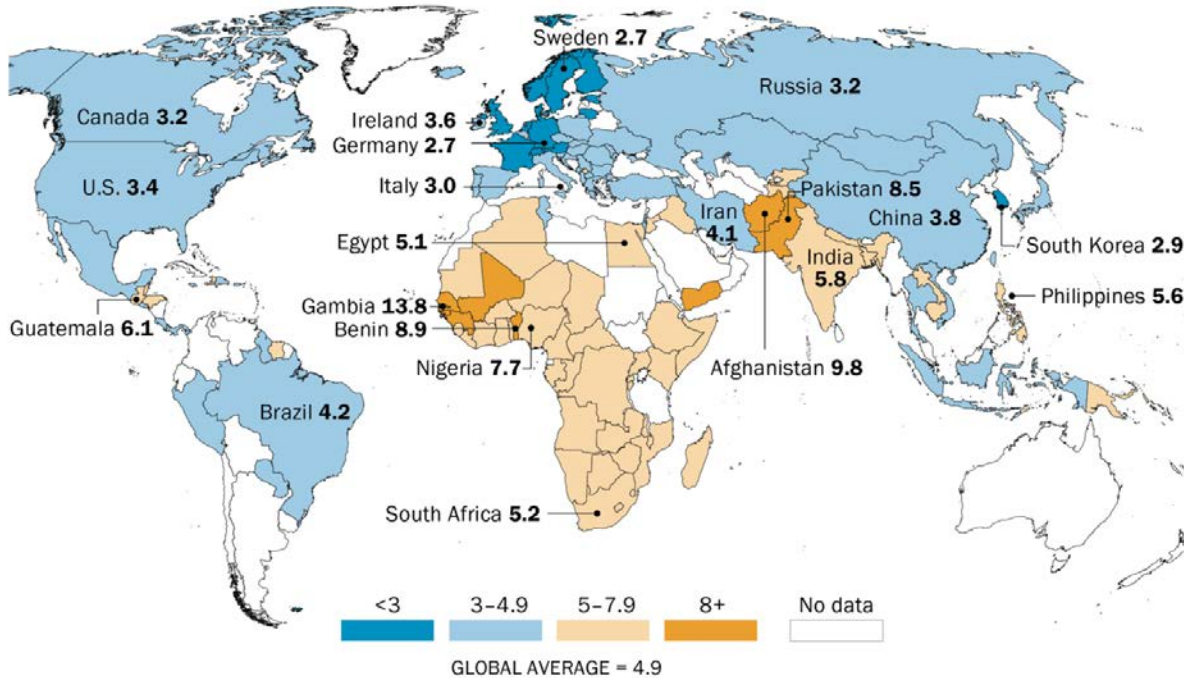 Sweden 2.7
Russia 3.2
Canada 3.2
Ireland 3.6
Germany 2.7
U.S. 3.4
Italy 3.0
Pakistan 8.5
Iran
4.1
China 3.8
Egypt 5.1
South Korea 2.9
India
5.8
Gambia 13.8
Philippines 5.6
Guatemala 6.1
Benin 8.9
Nigeria 7.7
Afghanistan 9.8
Brazil 4.2
South Africa 5.2
<3 3–4.9 5–7.9 8+ No data
GLOBAL AVERAGE = 4.9